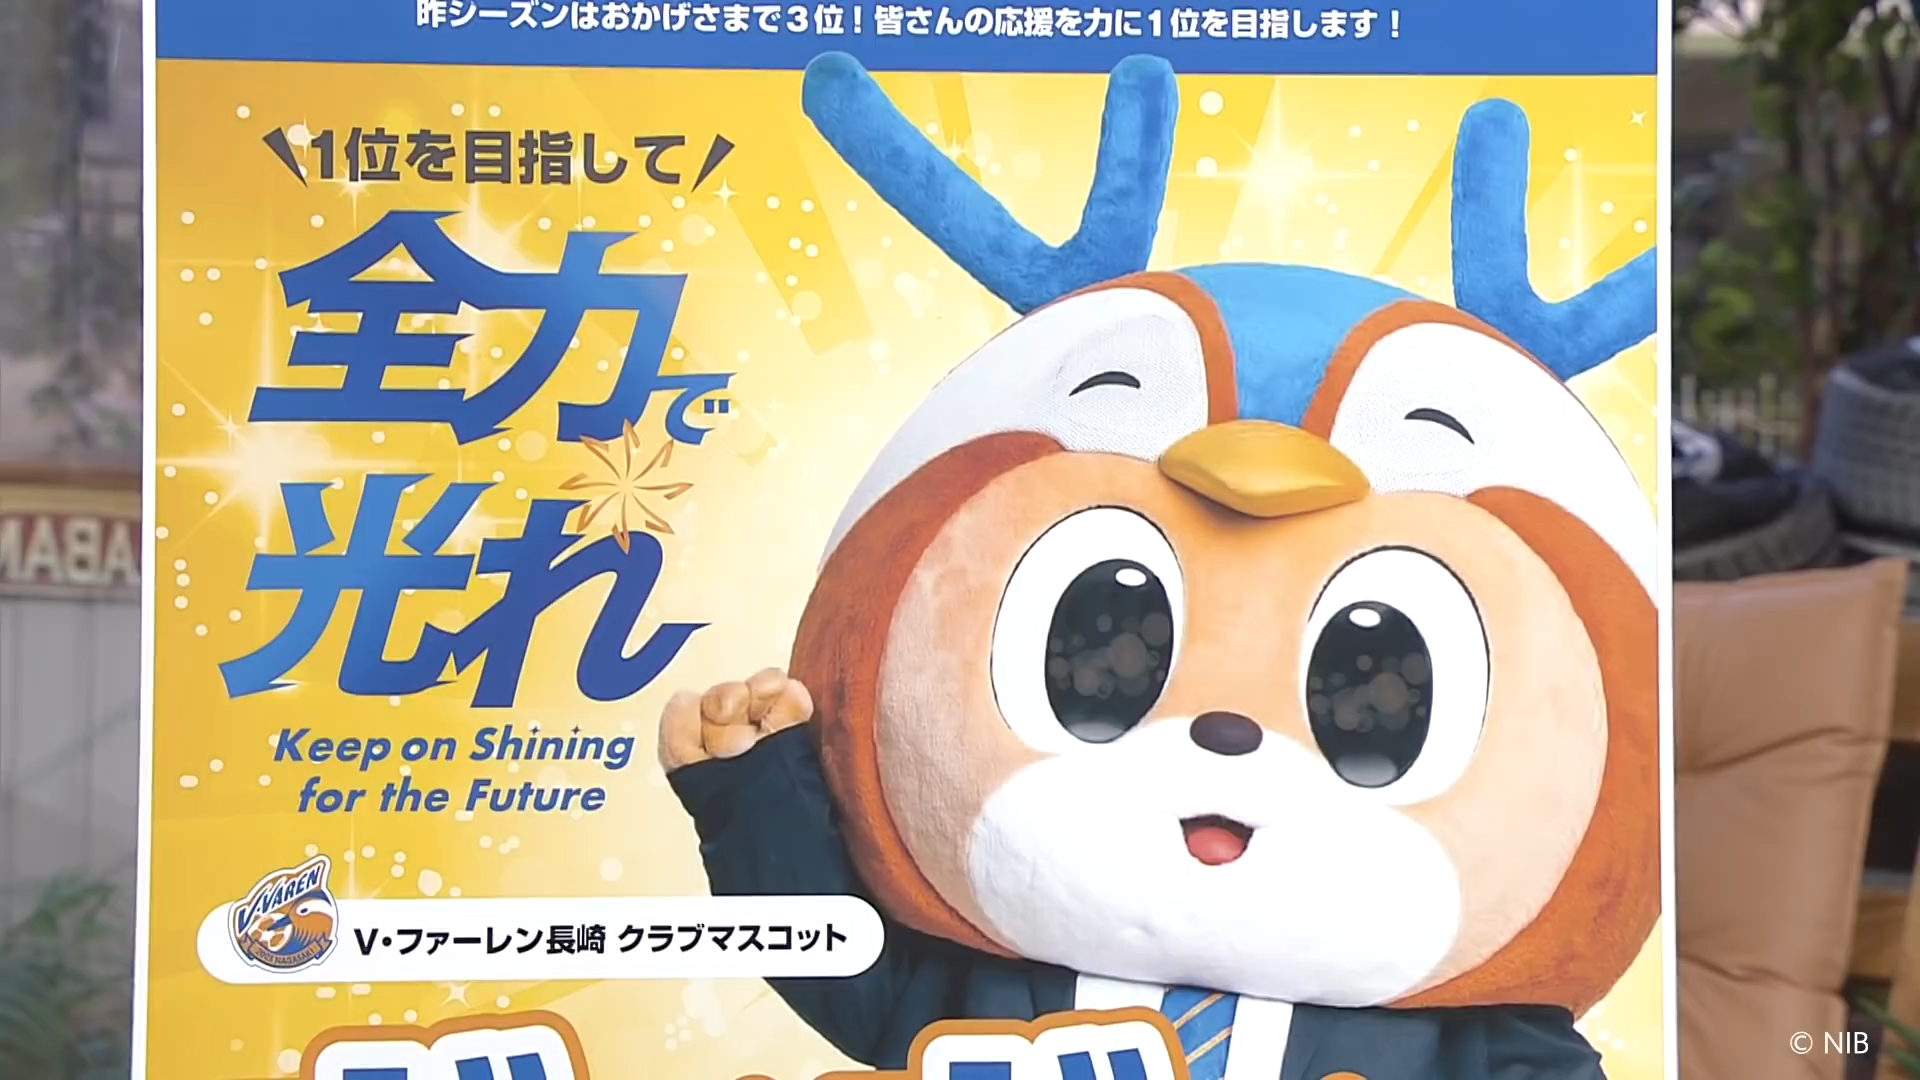 昨シーズンはおかげさまで3位！皆さんの応援を力に1位を目指します！
1位を目指して
全力で
光れ
Keep on Shining
for the Future
V-VAREN
2005 NAGASAKI
V・ファーレン長崎 クラブマスコット
© NIB